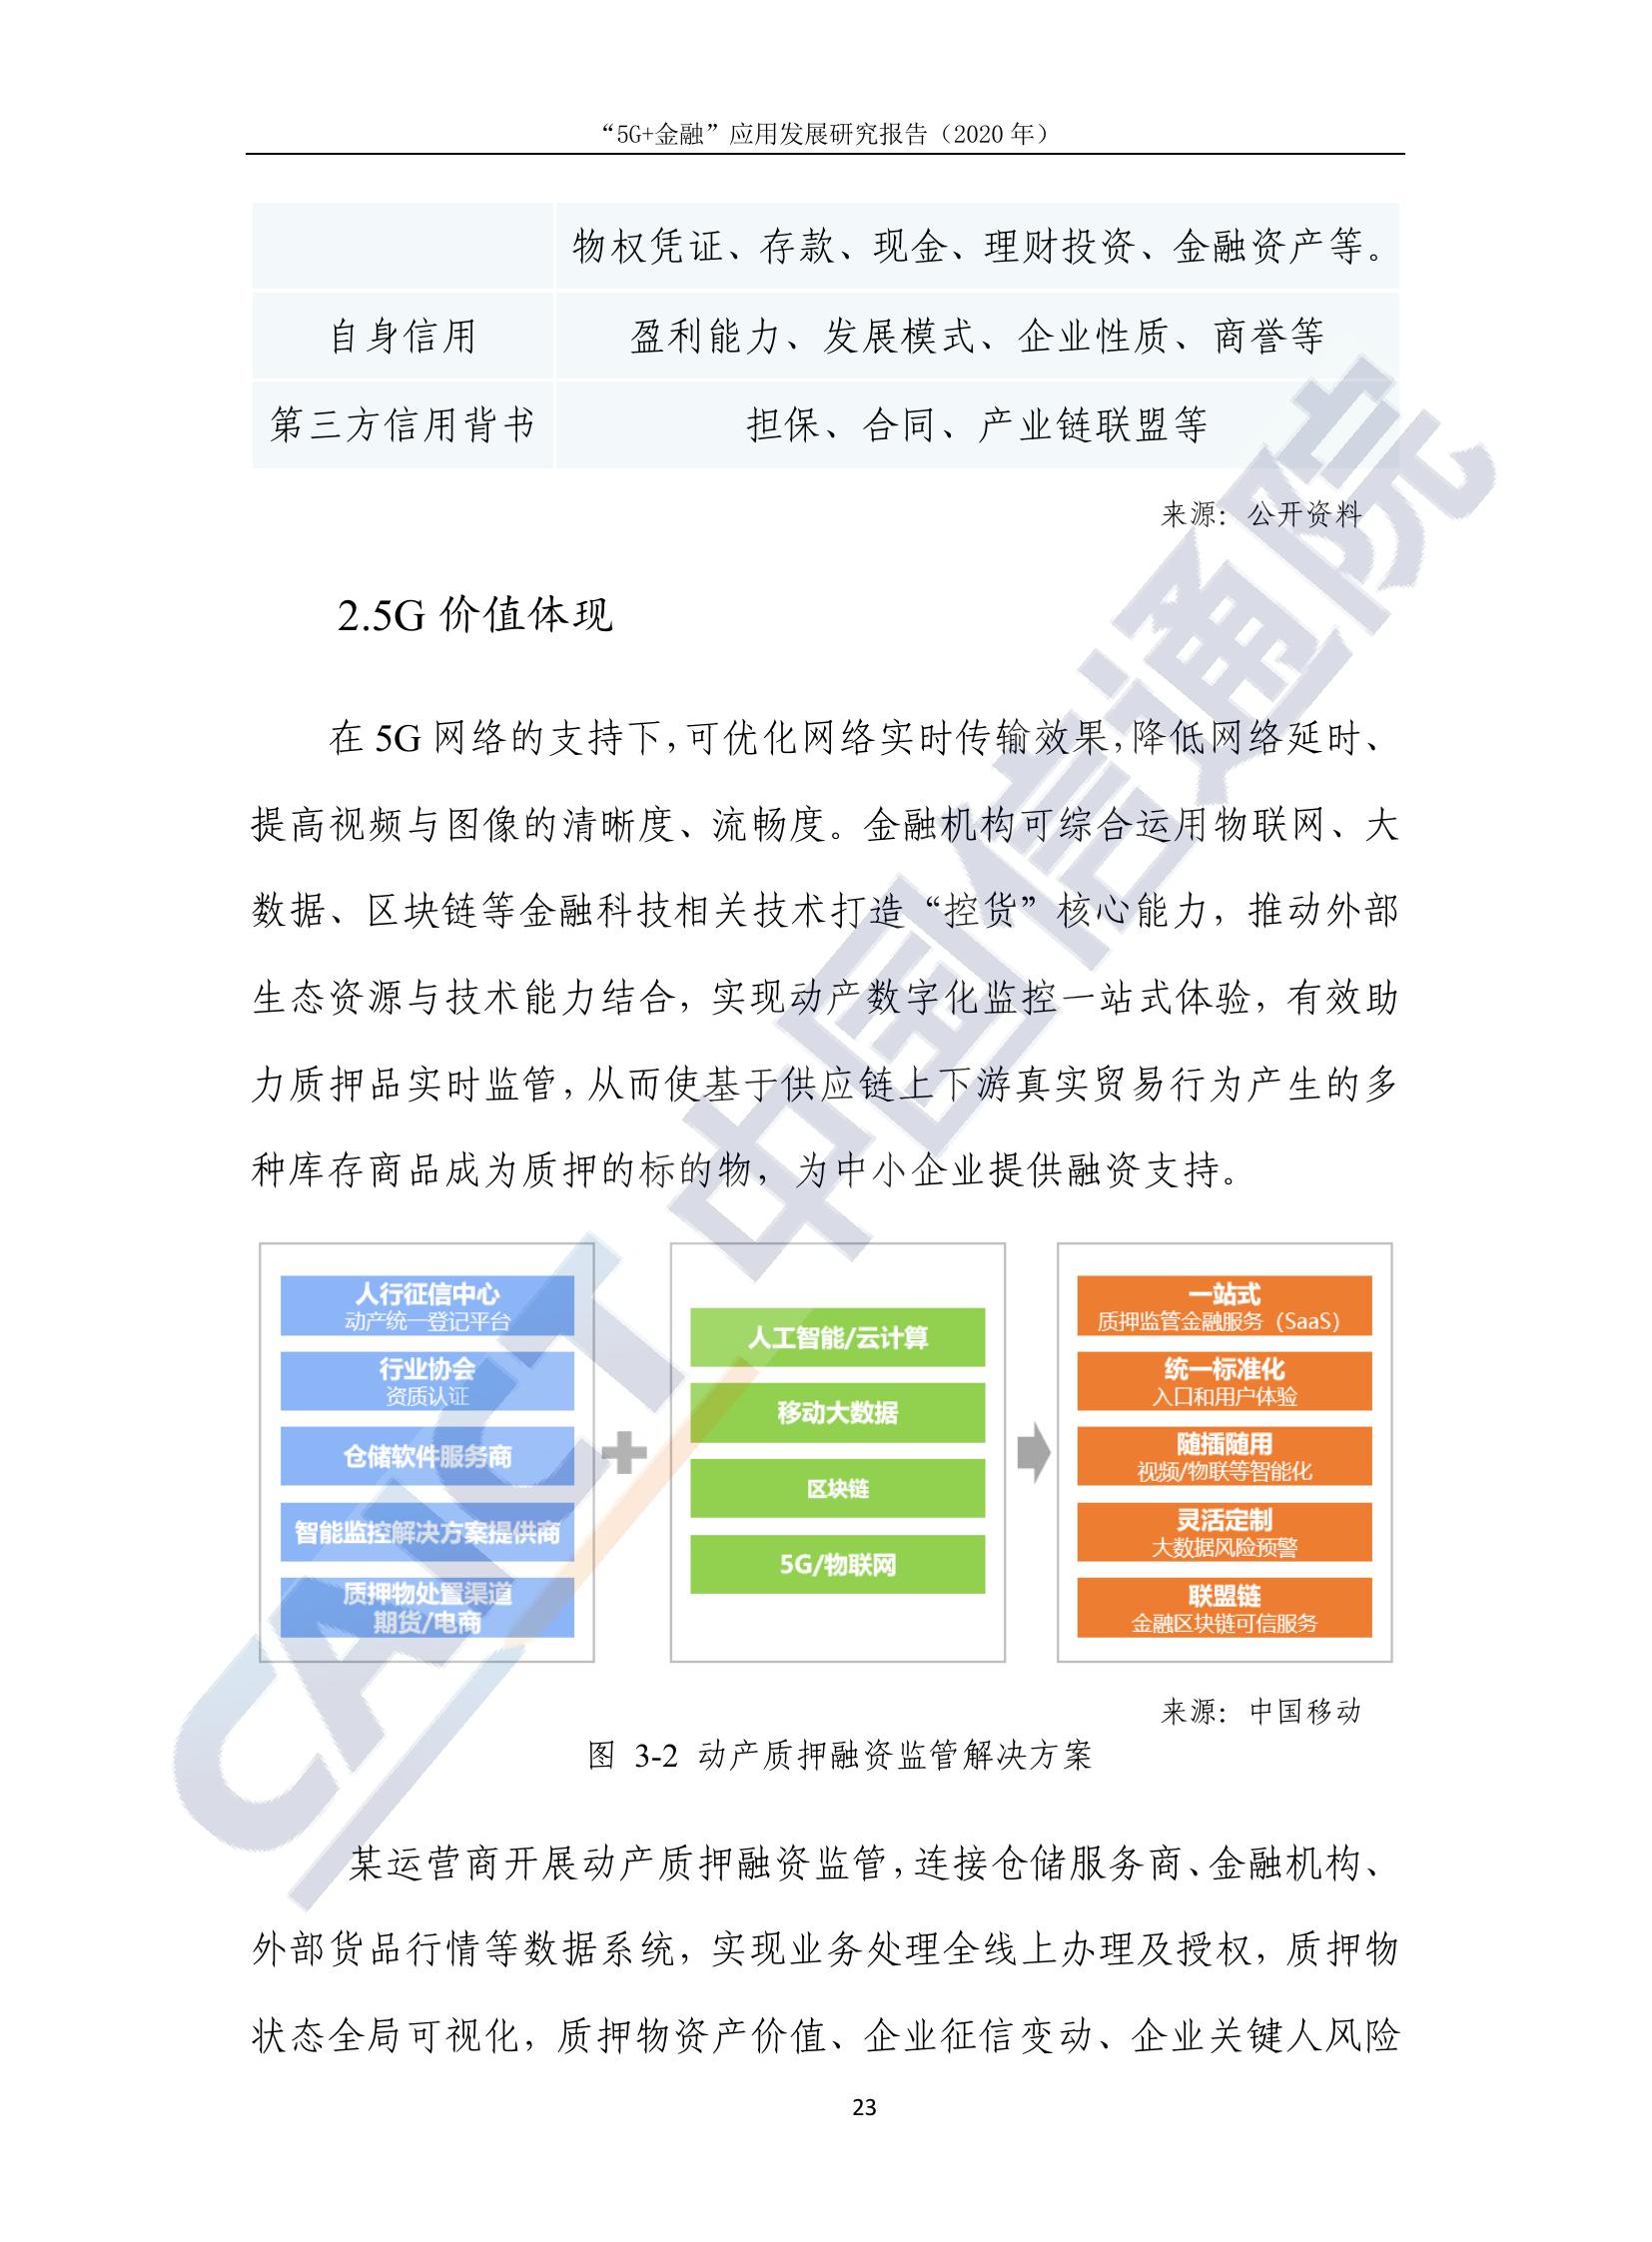 “5G+金融”应用发展研究报告（2020 年）
物权凭证、存款、现金、理财投资、金融资产等。
自身信用 盈利能力、发展模式、企业性质、商誉等
第三方信用背书 担保、合同、产业链联盟等
来源：公开资料
2.5G 价值体现
在 5G 网络的支持下，可优化网络实时传输效果，降低网络延时、
提高视频与图像的清晰度、流畅度。金融机构可综合运用物联网、大
数据、区块链等金融科技相关技术打造“控货”核心能力，推动外部
生态资源与技术能力结合，实现动产数字化监控一站式体验，有效助
力质押品实时监管，从而使基于供应链上下游真实贸易行为产生的多
种库存商品成为质押的标的物，为中小企业提供融资支持。
人行征信中心
动产统一登记平台
行业协会
资质认证
仓储软件服务商
智能监控解决方案提供商
质押物处置渠道
期货/电商
人工智能/云计算
移动大数据
区块链
5G/物联网
一站式
质押监管金融服务（SaaS）
统一标准化
入口和用户体验
随插随用
视频/物联等智能化
灵活定制
大数据风险预警
联盟链
金融区块链可信服务
来源：中国移动
图 3-2 动产质押融资监管解决方案
某运营商开展动产质押融资监管，连接仓储服务商、金融机构、
外部货品行情等数据系统，实现业务处理全线上办理及授权，质押物
状态全局可视化，质押物资产价值、企业征信变动、企业关键人风险
23
CAICT 中国信通院